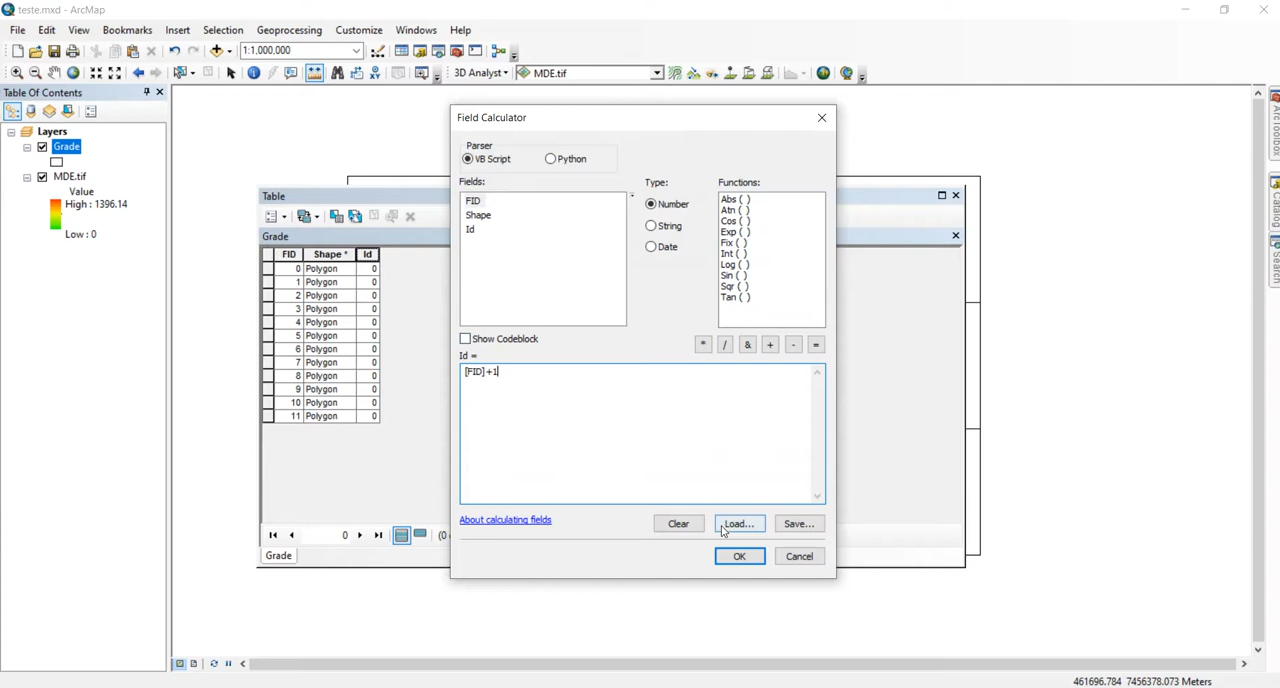 teste.mxd - ArcMap
File Edit View Bookmarks Insert Selection Geoprocessing Customize Windows Help
1:1,000,000
3D Analyst MDE.tif
Table Of Contents
Layers
Grade
MDE.tif
Value
High : 1396.14
Low : 0
Table
Grade
FID Shape * Id
0 Polygon 0
1 Polygon 0
2 Polygon 0
3 Polygon 0
4 Polygon 0
5 Polygon 0
6 Polygon 0
7 Polygon 0
8 Polygon 0
9 Polygon 0
10 Polygon 0
11 Polygon 0
0
(0
Grade
Field Calculator
Parser
VB Script Python
Fields: Type: Functions:
FID
Shape
Id
Number
String
Date
Abs ( )
Atn ( )
Cos ( )
Exp ( )
Fix ( )
Int ( )
Log ( )
Sin ( )
Sqr ( )
Tan ( )
Show Codeblock
* / & + - =
Id =
[FID]+1
About calculating fields Clear Load... Save...
OK Cancel
ArcToolbox
Catalog
Search
461696.784 7456378.073 Meters